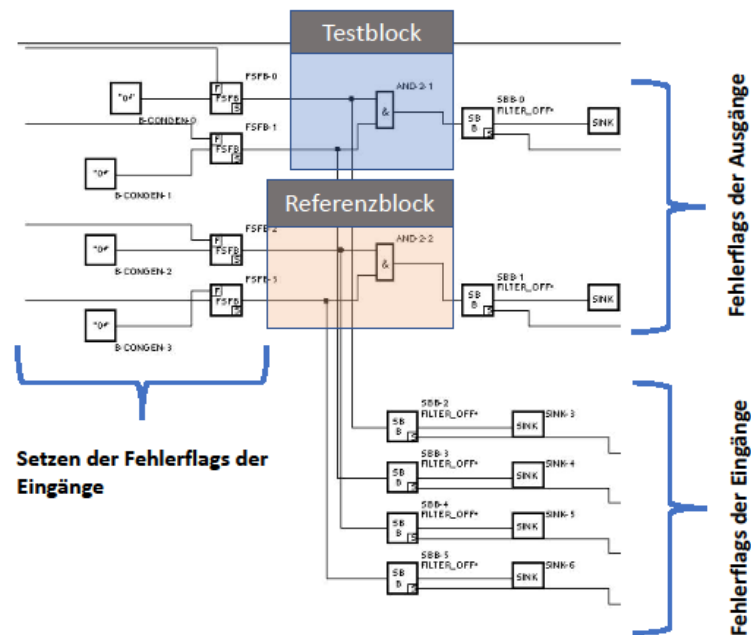 Testblock
FSFB-0
AND-2-1
"0#"
F
FSFB
S
&
SBB-0
FILTER_OFF*
B-CONGEN-0
FSFB-1
SB
B
S
SINK
F
FSFB
S
"0#"
B-CONGEN-1
Referenzblock
AND-2-2
F
FSFB
S
"0#"
&
B-CONGEN-2
SBB-1
FILTER_OFF*
F
FSFB
S
SB
B
S
SINK
"0#"
B-CONGEN-3
Fehlerflags der Ausgänge
Setzen der Fehlerflags der
Eingänge
SBB-2
FILTER_OFF*
SINK-3
SB
B
S
SINK
SBB-3
FILTER_OFF*
SINK-4
SB
B
S
SINK
SBB-4
FILTER_OFF*
SINK-5
SB
B
S
SINK
SBB-5
FILTER_OFF*
SINK-6
SB
B
S
SINK
Fehlerflags der Eingänge